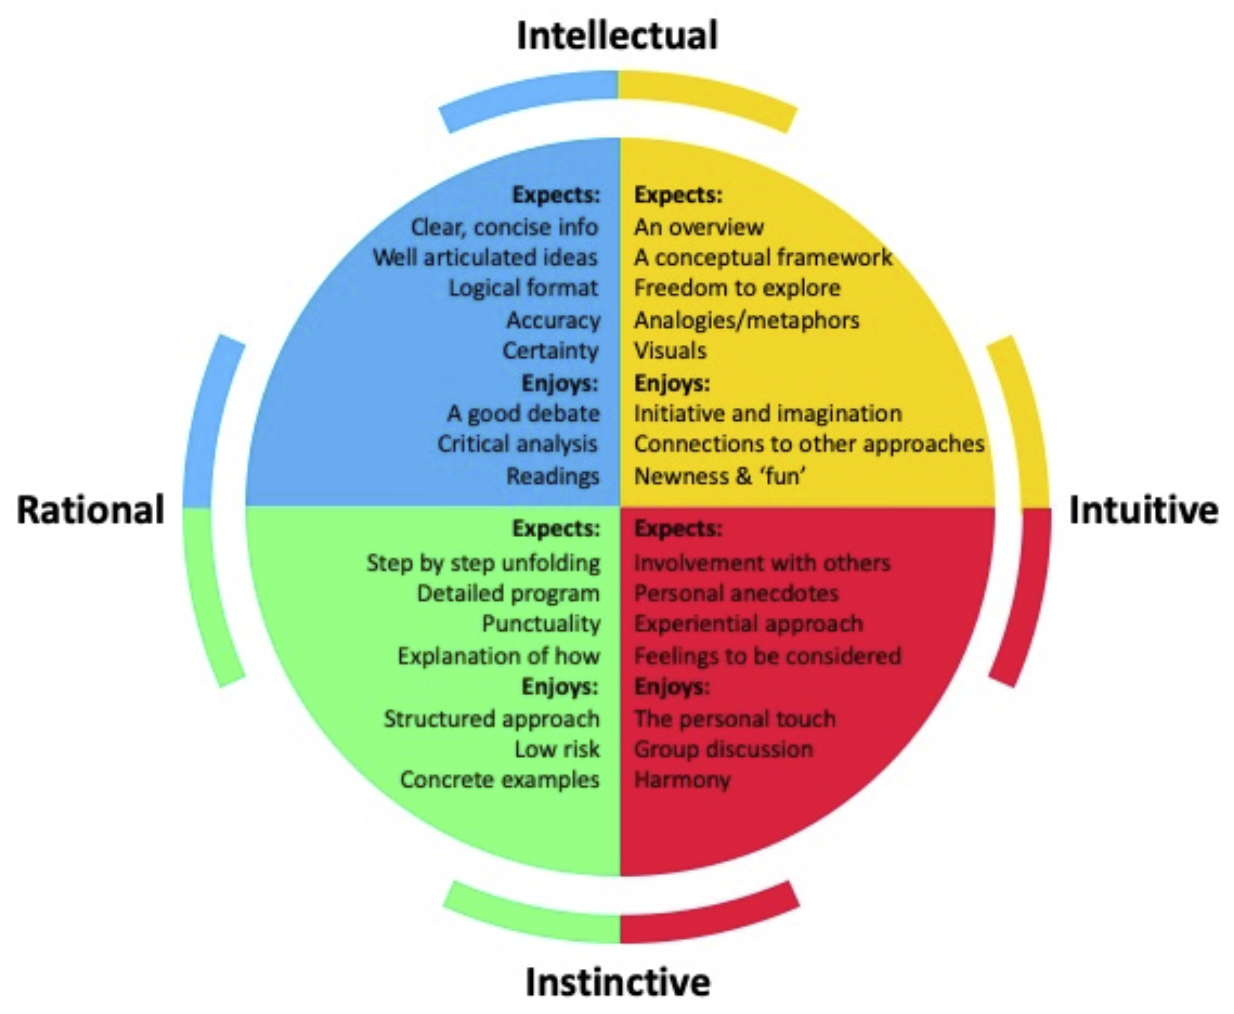 Intellectual
Expects:
Clear, concise info
Well articulated ideas
Logical format
Accuracy
Certainty
Enjoys:
A good debate
Critical analysis
Readings
Expects:
An overview
A conceptual framework
Freedom to explore
Analogies/metaphors
Visuals
Enjoys:
Initiative and imagination
Connections to other approaches
Newness & ‘fun’
Rational
Intuitive
Expects:
Step by step unfolding
Detailed program
Punctuality
Explanation of how
Enjoys:
Structured approach
Low risk
Concrete examples
Expects:
Involvement with others
Personal anecdotes
Experiential approach
Feelings to be considered
Enjoys:
The personal touch
Group discussion
Harmony
Instinctive